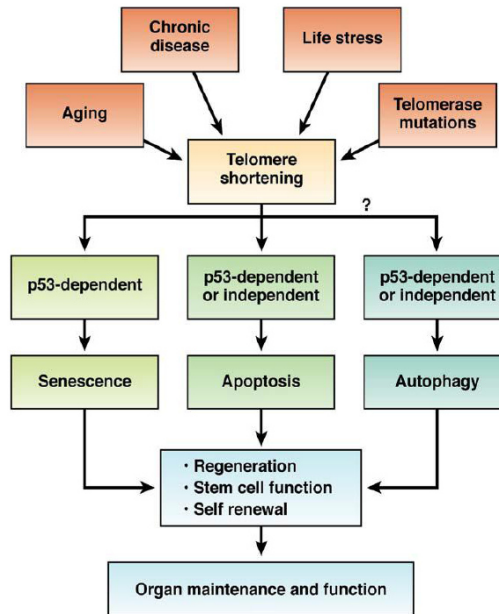 Chronic
disease
Life stress
Aging
Telomerase
mutations
Telomere
shortening
?
p53-dependent
p53-dependent
or independent
p53-dependent
or independent
Senescence
Apoptosis
Autophagy
· Regeneration
· Stem cell function
· Self renewal
Organ maintenance and function